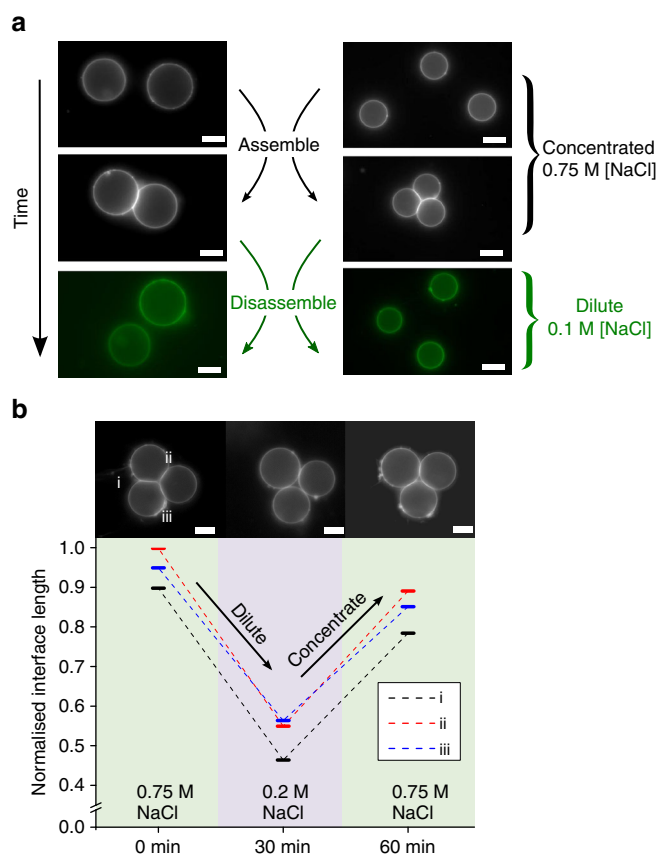 a
Time
Assemble
Concentrated
0.75 M [NaCl]
Disassemble
Dilute
0.1 M [NaCl]
b
i
ii
iii
Normalised interface length
1.0
0.9
0.8
0.7
0.6
0.5
0.4
0.0
Dilute
Concentrate
i
ii
iii
0.75 M
NaCl
0.2 M
NaCl
0.75 M
NaCl
0 min
30 min
60 min